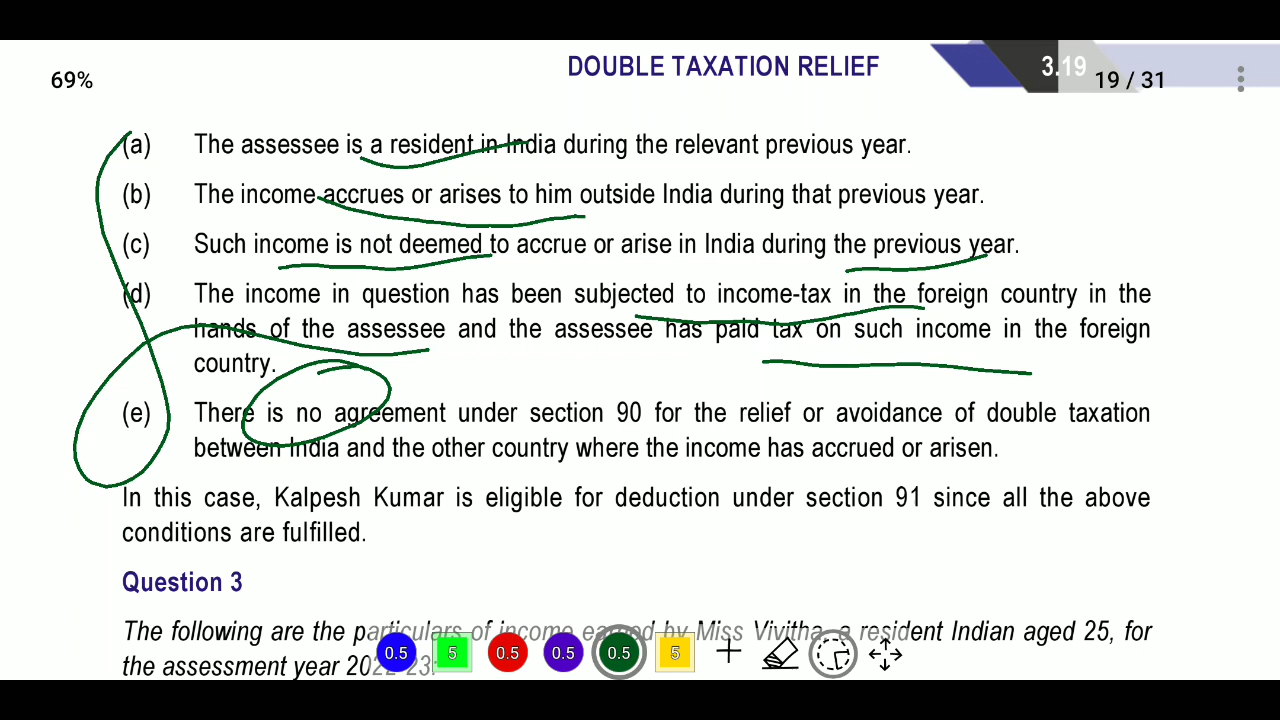 DOUBLE TAXATION RELIEF
3.19
69%
19 / 31
(a) The assessee is a resident in India during the relevant previous year.
(b) The income accrues or arises to him outside India during that previous year.
(c) Such income is not deemed to accrue or arise in India during the previous year.
(d) The income in question has been subjected to income-tax in the foreign country in the
hands of the assessee and the assessee has paid tax on such income in the foreign
country.
(e) There is no agreement under section 90 for the relief or avoidance of double taxation
between India and the other country where the income has accrued or arisen.
In this case, Kalpesh Kumar is eligible for deduction under section 91 since all the above
conditions are fulfilled.
Question 3
The following are the particulars of income earned by Miss Vivitha, a resident Indian aged 25, for
the assessment year 2022-23:
0.5 5 0.5 0.5 0.5 5